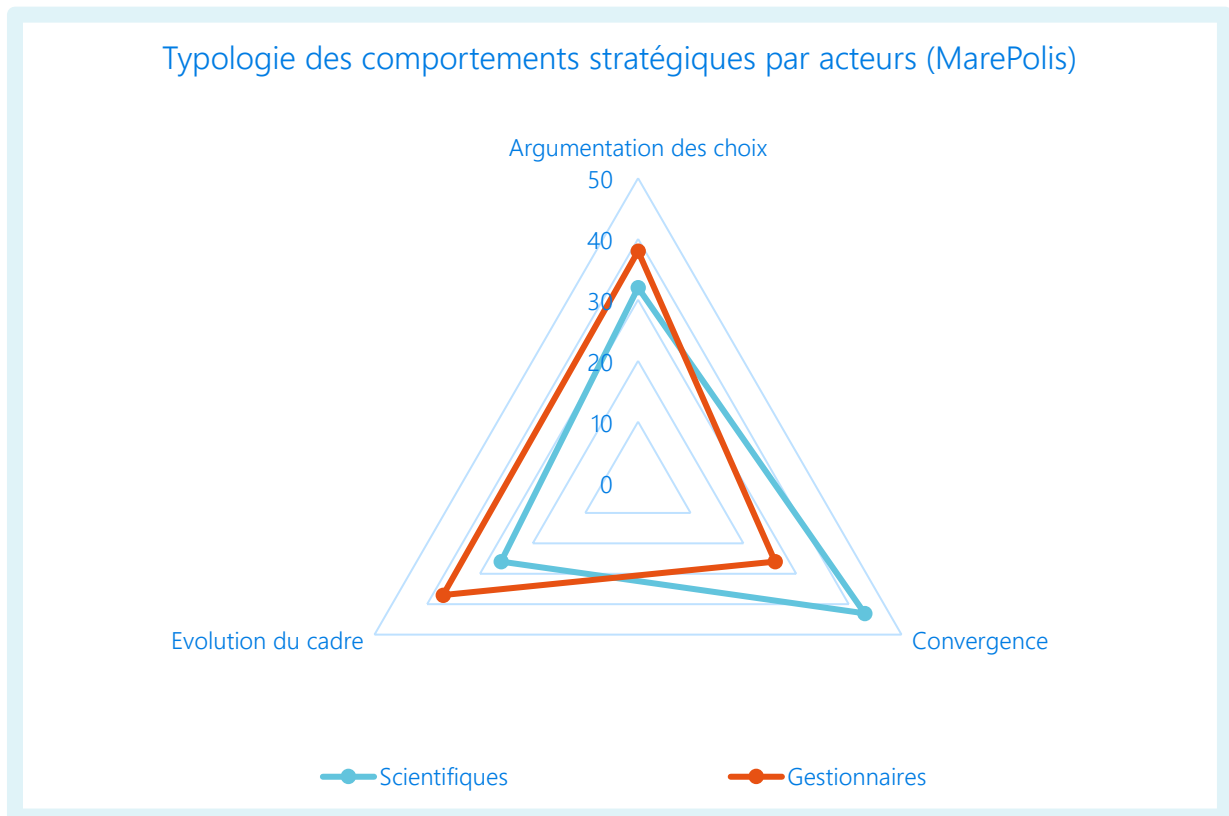 Typologie des comportements stratégiques par acteurs (MarePolis)
Argumentation des choix
50
40
30
20
10
0
Evolution du cadre
Convergence
Scientifiques
Gestionnaires